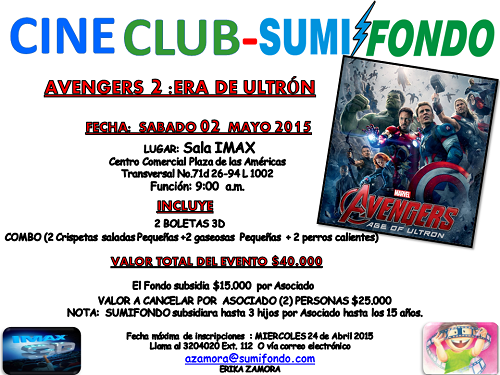 CINE CLUB-SUMIFONDO
AVENGERS 2 :ERA DE ULTRÓN
FECHA: SABADO 02 MAYO 2015
LUGAR: Sala IMAX
Centro Comercial Plaza de las Américas
Transversal No.71d 26-94 L 1002
Función: 9:00 a.m.
INCLUYE
2 BOLETAS 3D
COMBO (2 Crispetas saladas Pequeñas +2 gaseosas Pequeñas + 2 perros calientes)
MARVEL
AVENGERS
AGE OF ULTRON
VALOR TOTAL DEL EVENTO $40.000
El Fondo subsidia $15.000 por Asociado
VALOR A CANCELAR POR ASOCIADO (2) PERSONAS $25.000
NOTA: SUMIFONDO subsidiara hasta 3 hijos por Asociado hasta los 15 años.
Fecha máxima de inscripciones : MIERCOLES 24 de Abril 2015
Llama al 3204020 Ext. 112 O vía correo electrónico
azamora@sumifondo.com
ERIKA ZAMORA
IMAX
3D